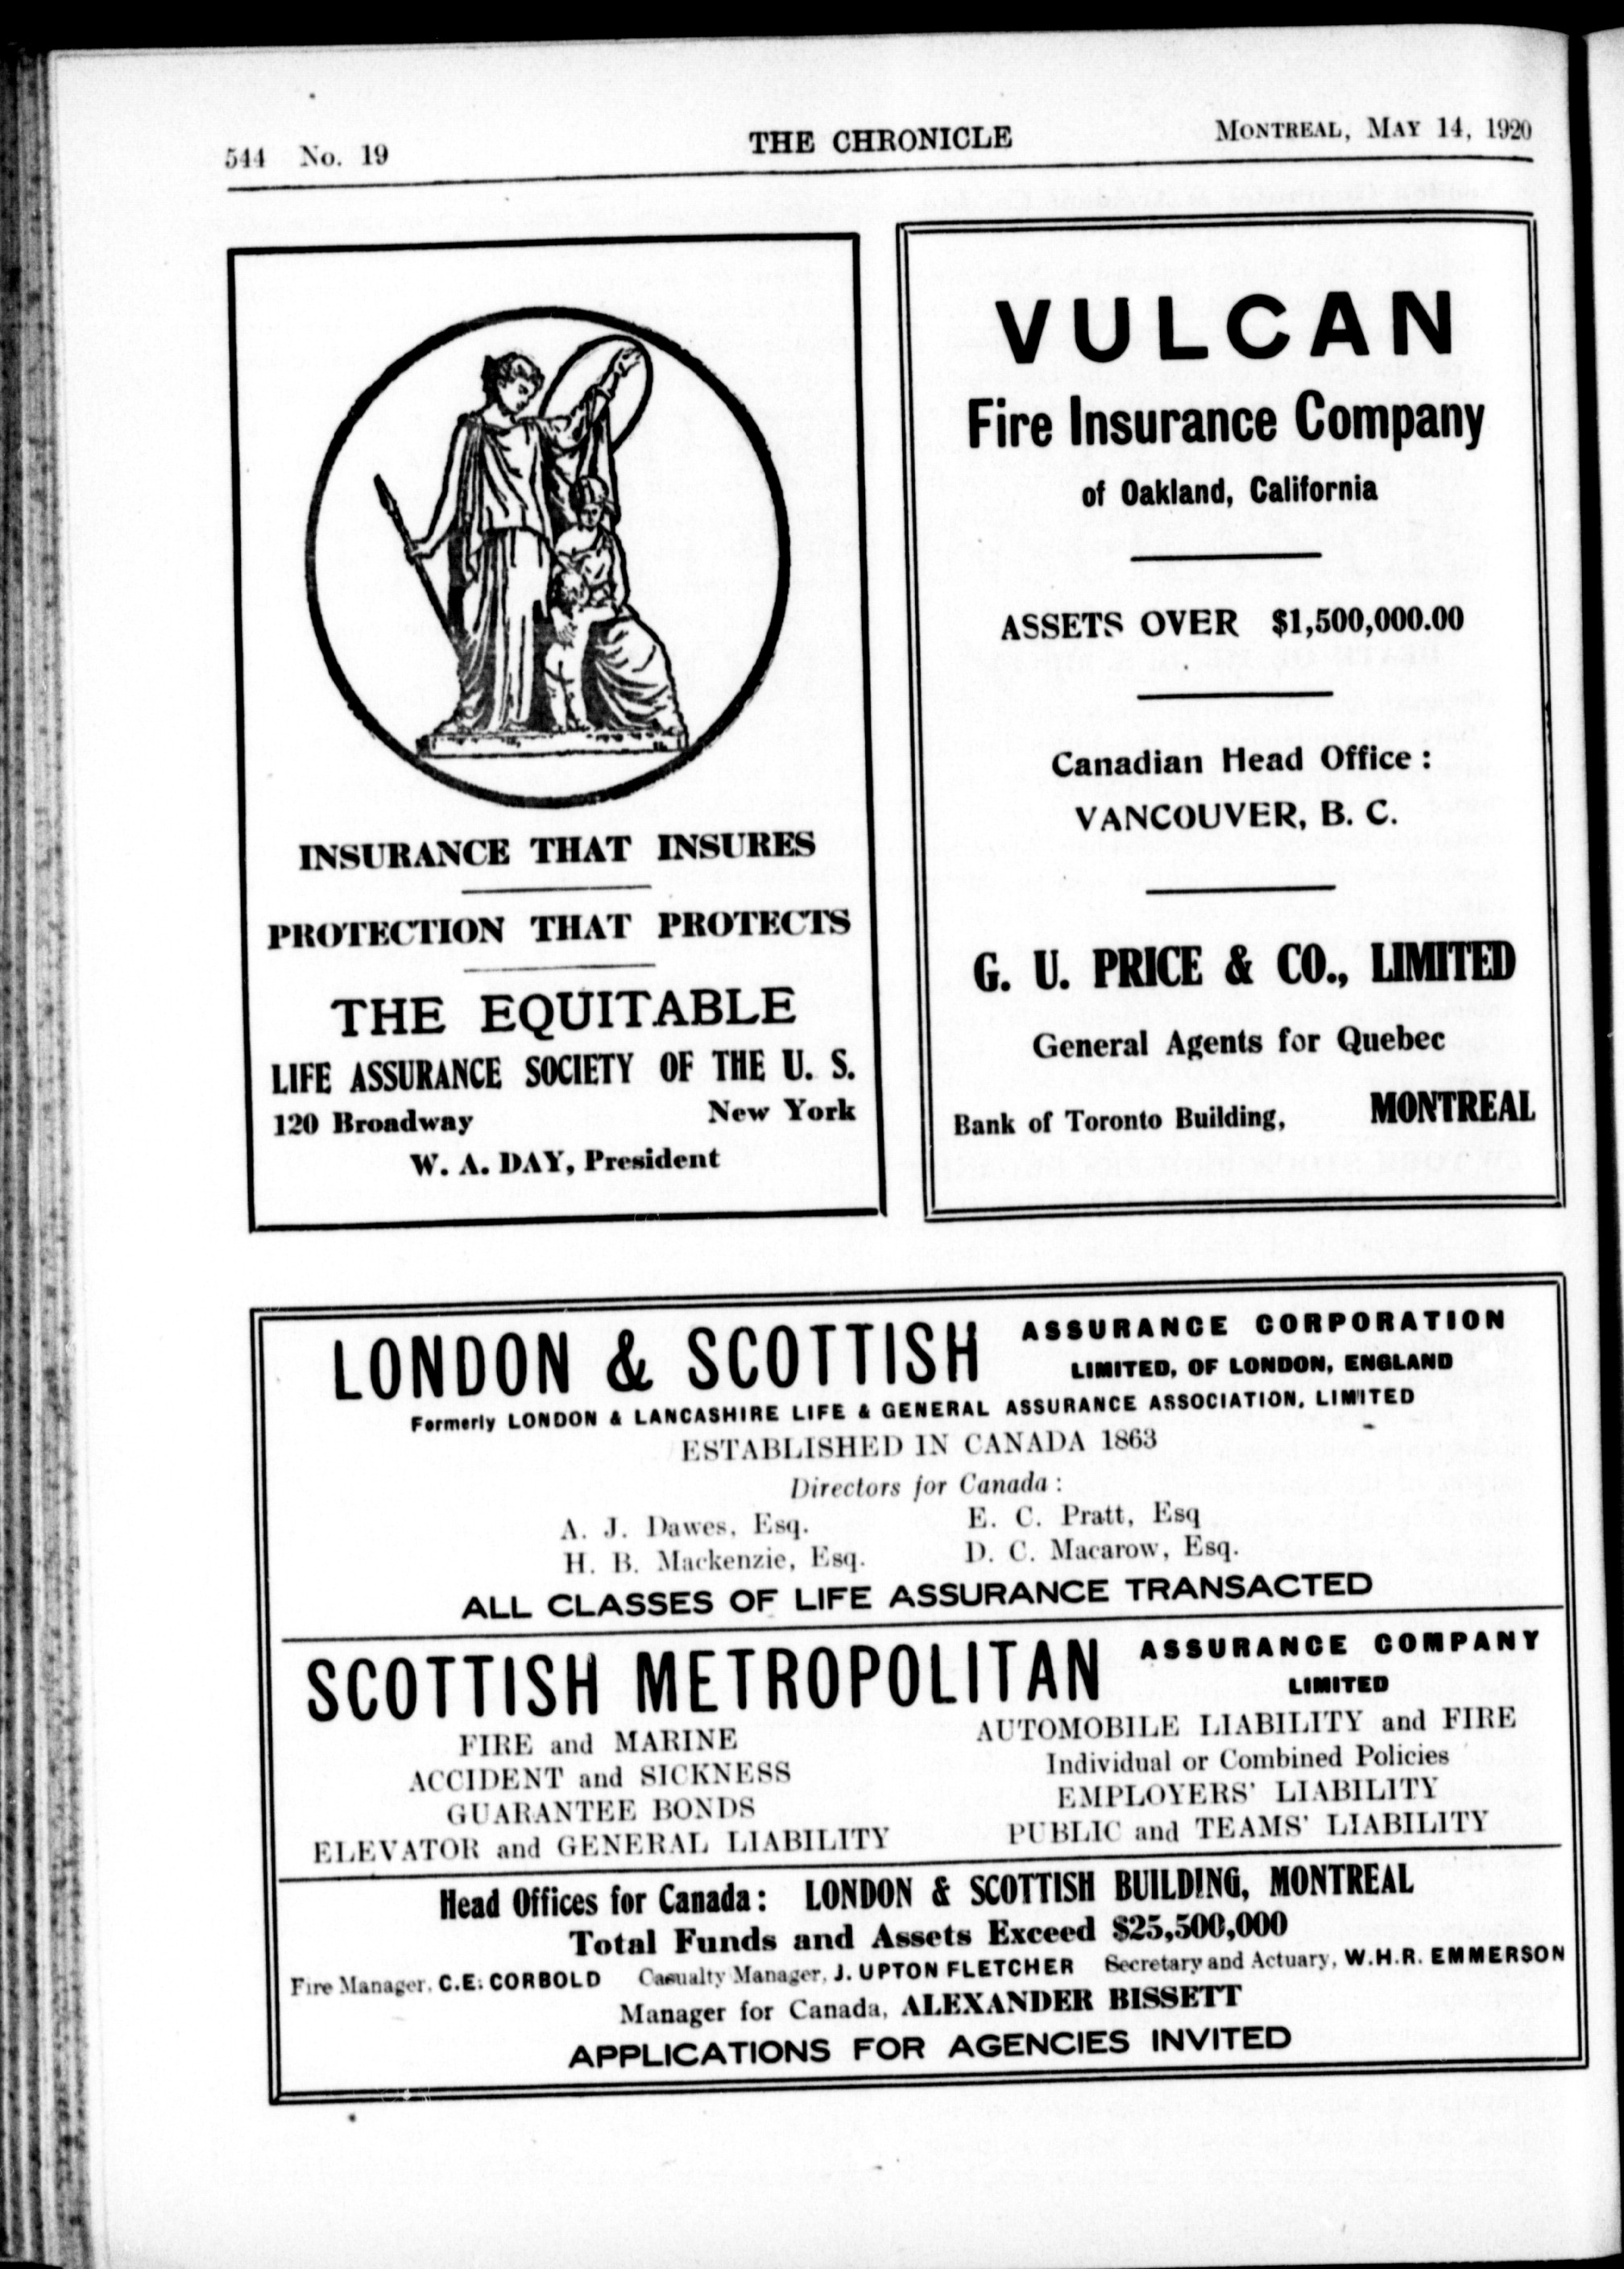 544 No. 19
THE CHRONICLE
MONTREAL, MAY 14, 1920
INSURANCE THAT INSURES
PROTECTION THAT PROTECTS
THE EQUITABLE
LIFE ASSURANCE SOCIETY OF THE U. S.
120 Broadway New York
W. A. DAY, President
VULCAN
Fire Insurance Company
of Oakland, California
ASSETS OVER $1,500,000.00
Canadian Head Office :
VANCOUVER, B. C.
G. U. PRICE & CO., LIMITED
General Agents for Quebec
Bank of Toronto Building, MONTREAL
LONDON & SCOTTISH ASSURANCE CORPORATION
LIMITED, OF LONDON, ENGLAND
Formerly LONDON & LANCASHIRE LIFE & GENERAL ASSURANCE ASSOCIATION, LIMITED
ESTABLISHED IN CANADA 1863
Directors for Canada :
A. J. Dawes, Esq. E. C. Pratt, Esq
H. B. Mackenzie, Esq. D. C. Macarow, Esq.
ALL CLASSES OF LIFE ASSURANCE TRANSACTED
SCOTTISH METROPOLITAN ASSURANCE COMPANY
LIMITED
FIRE and MARINE
ACCIDENT and SICKNESS
GUARANTEE BONDS
ELEVATOR and GENERAL LIABILITY
AUTOMOBILE LIABILITY and FIRE
Individual or Combined Policies
EMPLOYERS' LIABILITY
PUBLIC and TEAMS' LIABILITY
Head Offices for Canada: LONDON & SCOTTISH BUILDING, MONTREAL
Total Funds and Assets Exceed $25,500,000
Fire Manager, C.E. CORBOLD Casualty Manager, J. UPTON FLETCHER Secretary and Actuary, W.H.R. EMMERSON
Manager for Canada, ALEXANDER BISSETT
APPLICATIONS FOR AGENCIES INVITED